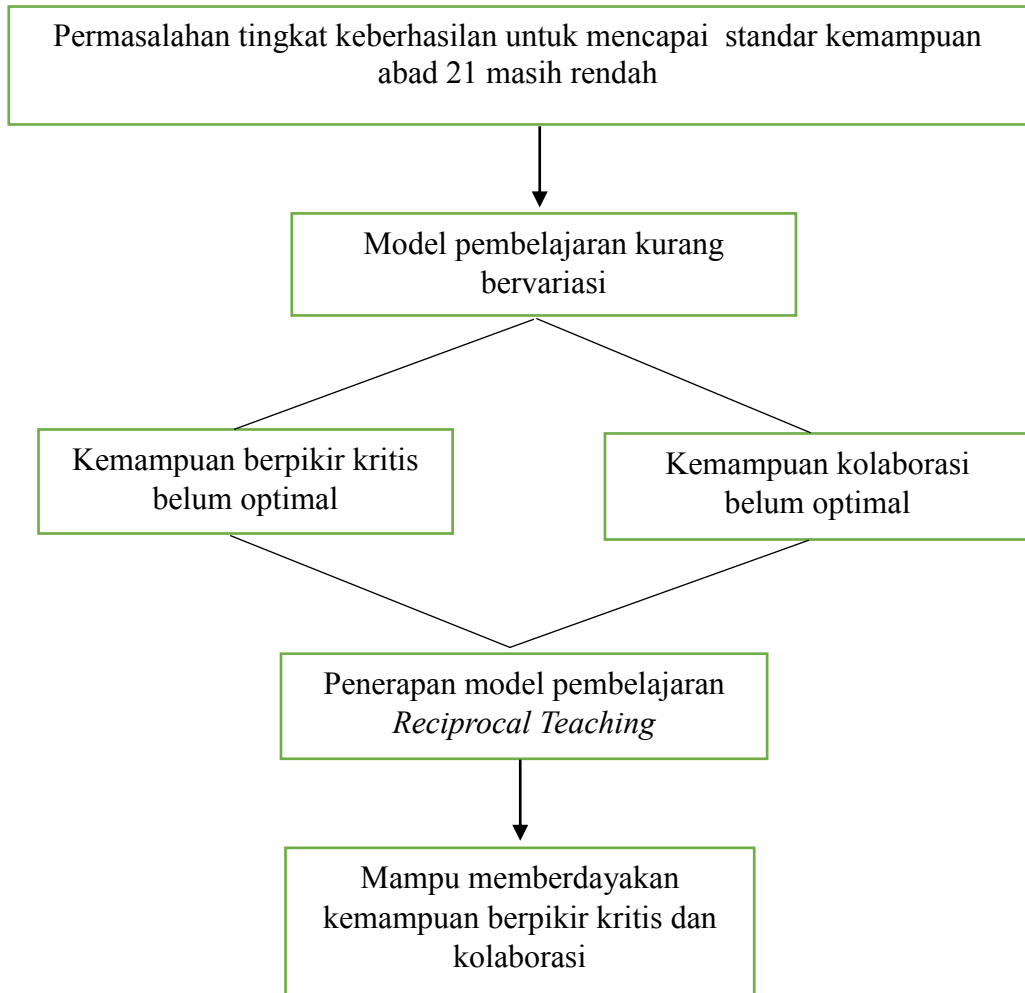 Permasalahan tingkat keberhasilan untuk mencapai standar kemampuan
abad 21 masih rendah
Model pembelajaran kurang
bervariasi
Kemampuan berpikir kritis
belum optimal
Kemampuan kolaborasi
belum optimal
Penerapan model pembelajaran
Reciprocal Teaching
Mampu memberdayakan
kemampuan berpikir kritis dan
kolaborasi